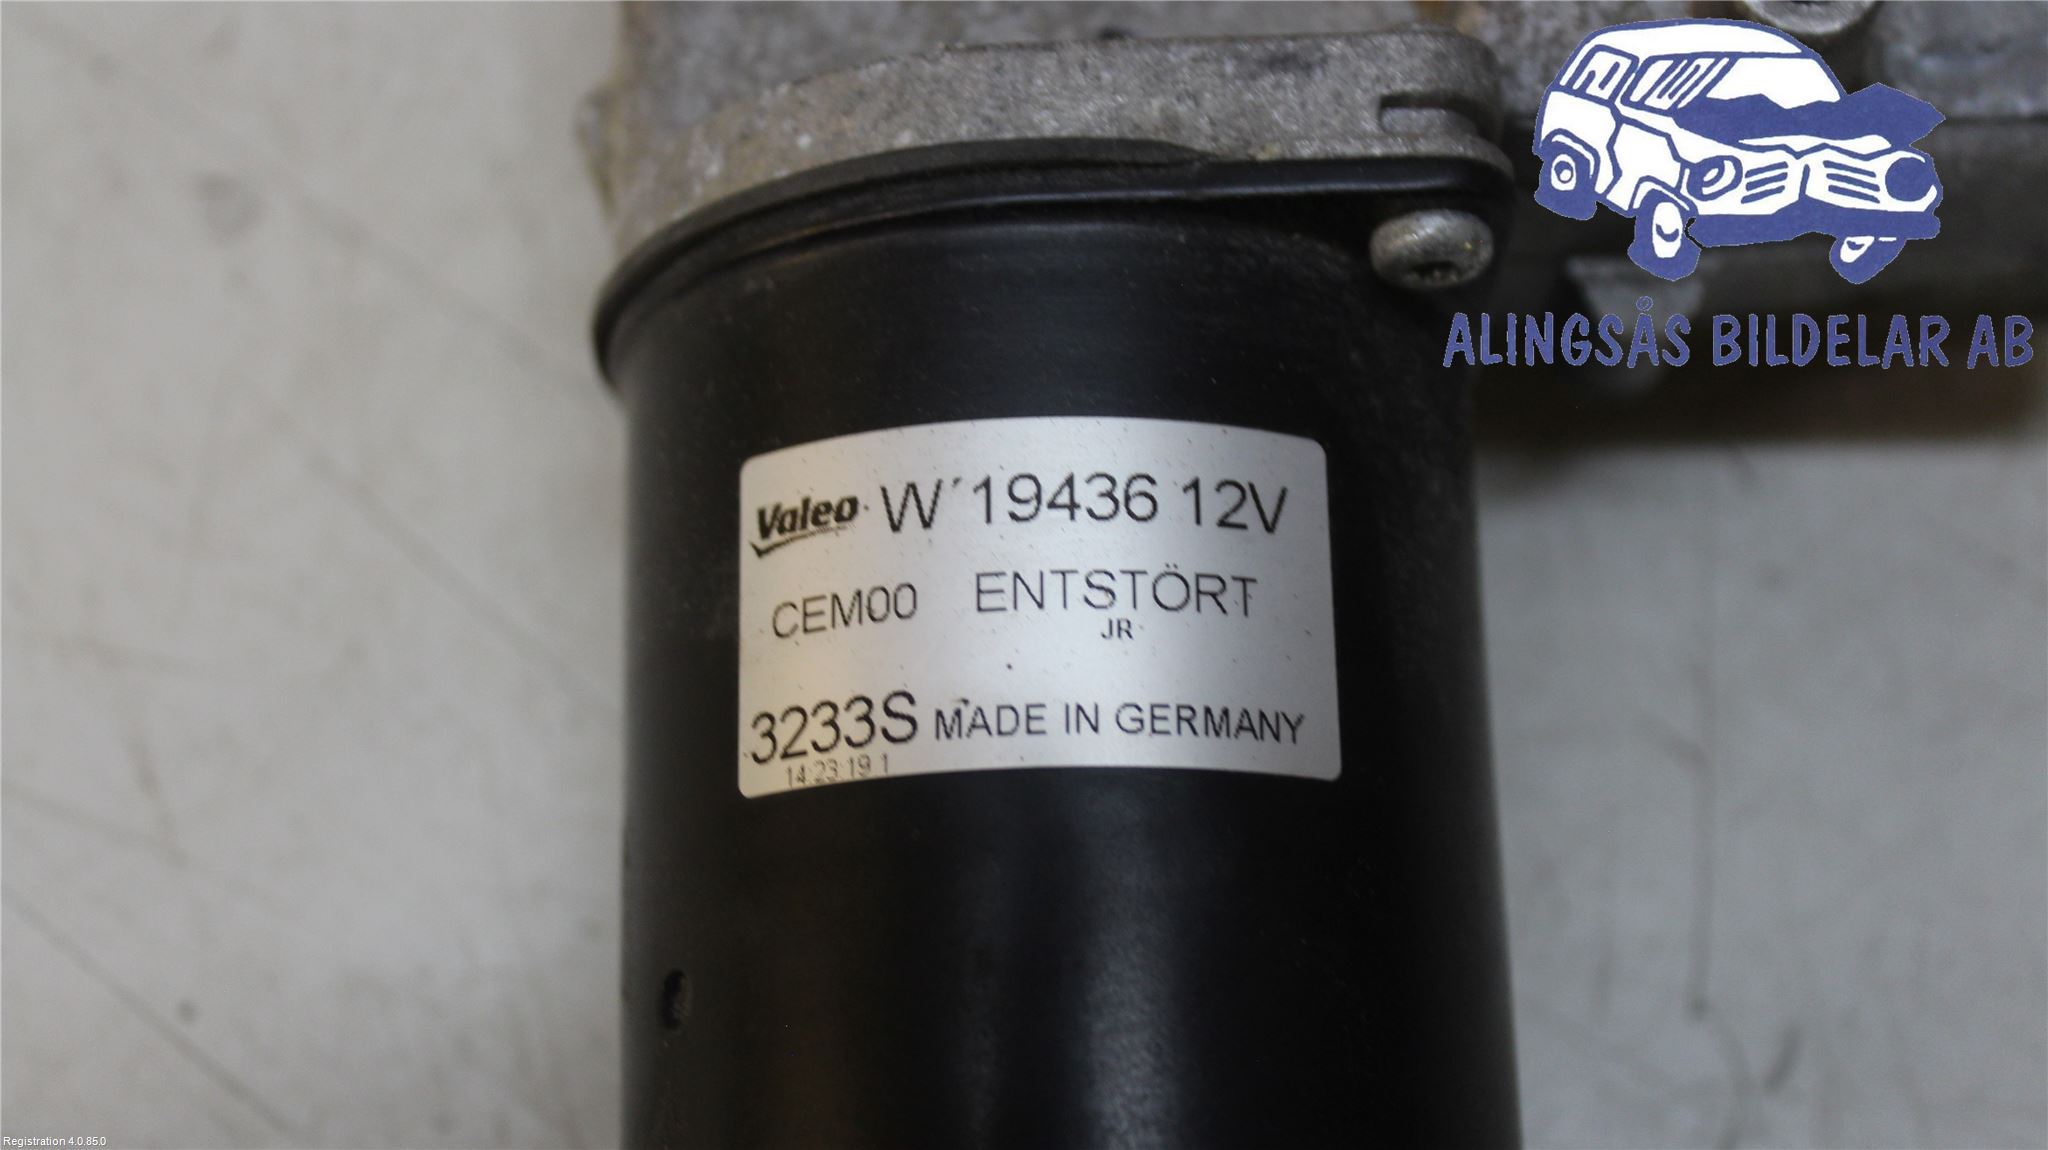 ALINGSÅS BILDELAR AB
Valeo W 19436 12V
CEM00 ENTSTÖRT
JR
3233S MADE IN GERMANY
14:23:19 1
Registration 4.0.85.0